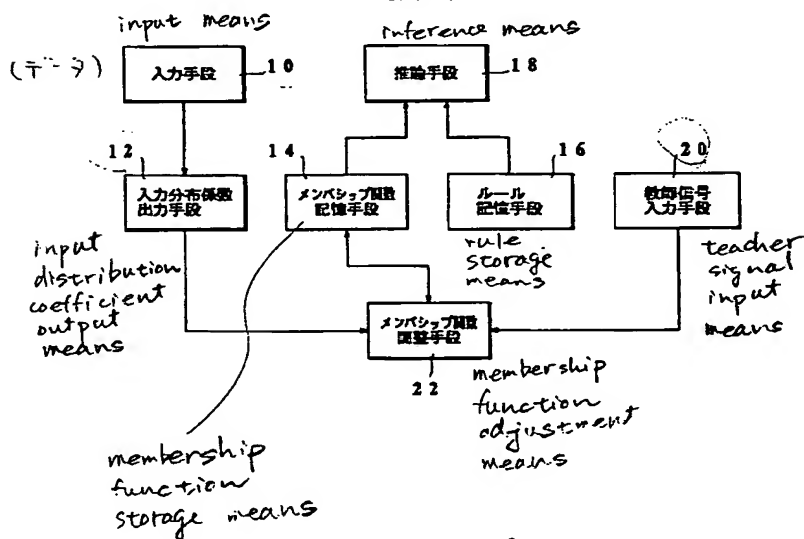 input means
inference means
(データ)
入力手段
10
推論手段
18
12
14
16
20
入力分布係数
出力手段
メンバシップ関数
記憶手段
ルール
記憶手段
教師信号
入力手段
input
distribution
coefficient
output
means
rule
storage
means
teacher
signal
input
means
メンバシップ関数
調整手段
22
membership
function
adjustment
means
membership
function
storage means